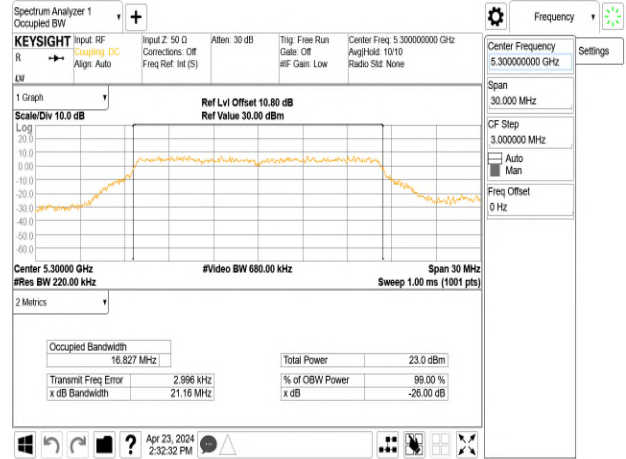 Spectrum Analyzer 1
Occupied BW
KEYSIGHT
R
Input: RF
Coupling: DC
Align: Auto
Input Z: 50 Ω
Corrections: Off
Freq Ref: Int (S)
Atten: 30 dB
Trig: Free Run
Gate: Off
#IF Gain: Low
Center Freq: 5.300000000 GHz
Avg|Hold: 10/10
Radio Std: None
1 Graph
Scale/Div 10.0 dB
Ref Lvl Offset 10.80 dB
Ref Value 30.00 dBm
Log
20.0
10.0
0.00
-10.0
-20.0
-30.0
-40.0
-50.0
-60.0
Center 5.30000 GHz
#Video BW 680.00 kHz
Span 30 MHz
#Res BW 220.00 kHz
Sweep 1.00 ms (1001 pts)
2 Metrics
Occupied Bandwidth
16.827 MHz
Total Power 23.0 dBm
Transmit Freq Error 2.996 kHz
% of OBW Power 99.00 %
x dB Bandwidth 21.16 MHz
x dB -26.00 dB
?
Apr 23, 2024
2:32:32 PM
Frequency
Settings
Center Frequency
5.300000000 GHz
Span
30.000 MHz
CF Step
3.000000 MHz
Auto
Man
Freq Offset
0 Hz